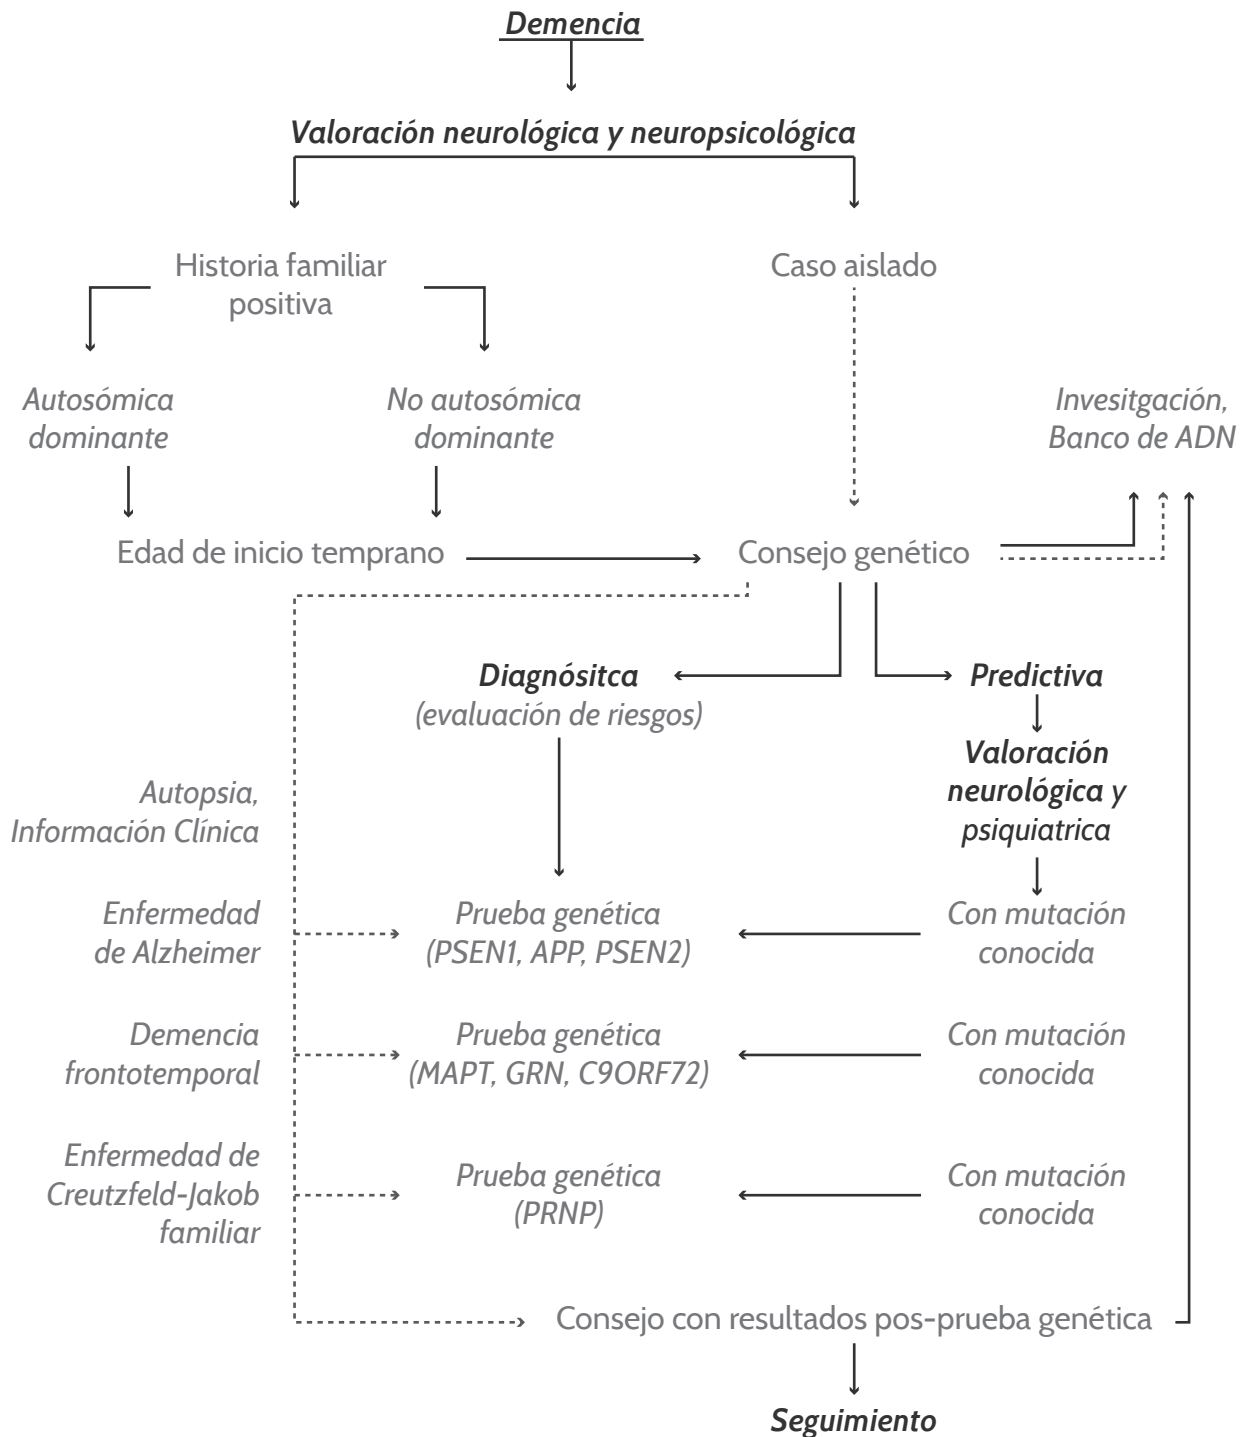 Demencia
Valoración neurológica y neuropsicológica
Historia familiar
positiva
Caso aislado
Autosómica
dominante
No autosómica
dominante
Invesitgación,
Banco de ADN
Edad de inicio temprano
Consejo genético
Diagnósitca
(evaluación de riesgos)
Predictiva
Valoración
neurológica y
psiquiatrica
Autopsia,
Información Clínica
Enfermedad
de Alzheimer
Prueba genética
(PSEN1, APP, PSEN2)
Con mutación
conocida
Demencia
frontotemporal
Prueba genética
(MAPT, GRN, C9ORF72)
Con mutación
conocida
Enfermedad de
Creutzfeld-Jakob
familiar
Prueba genética
(PRNP)
Con mutación
conocida
Consejo con resultados pos-prueba genética
Seguimiento